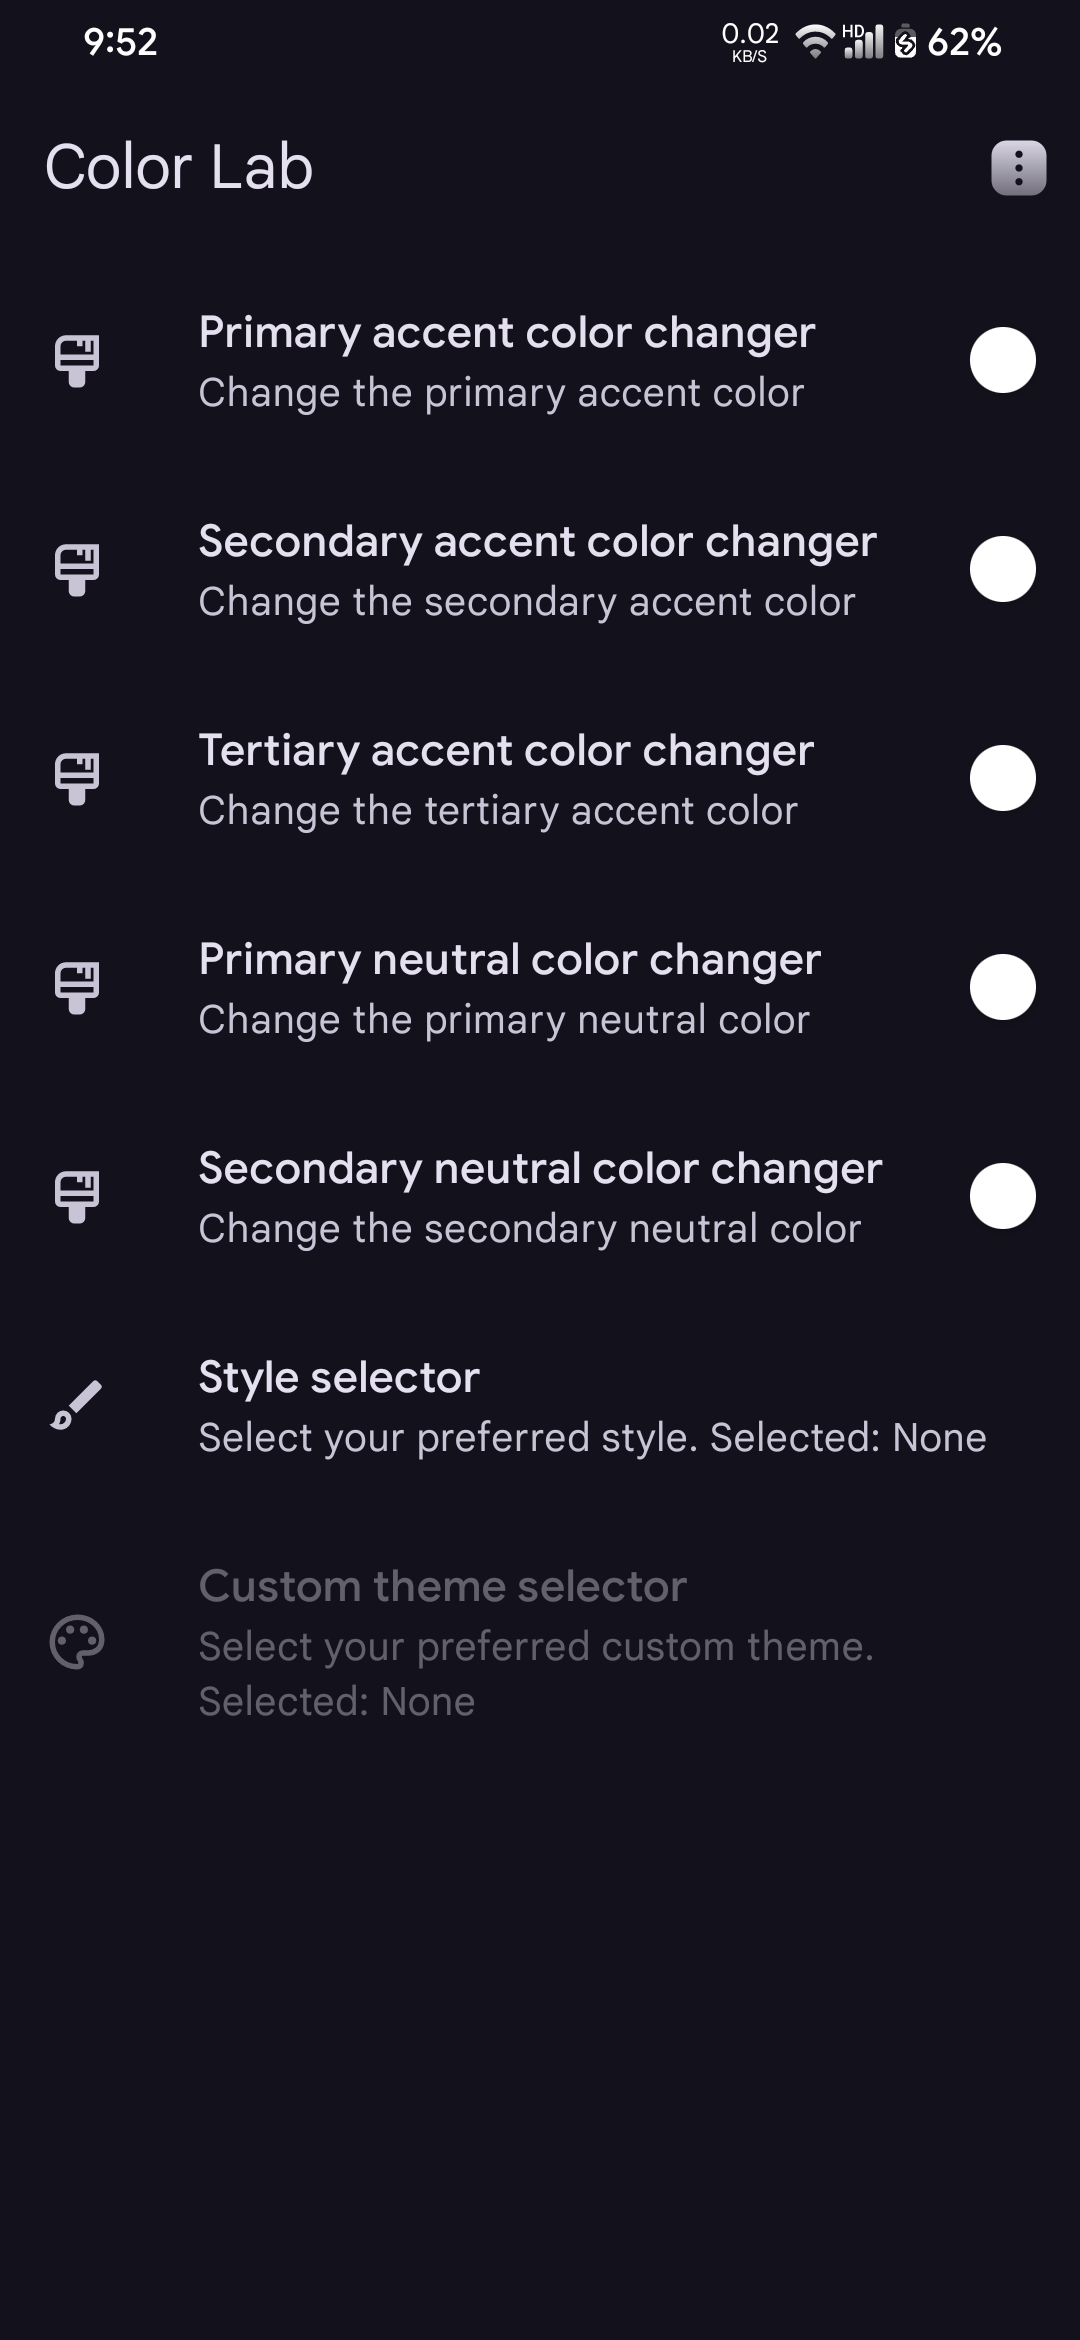 9:52
0.02
KB/S
HD
62%
Color Lab
Primary accent color changer
Change the primary accent color
Secondary accent color changer
Change the secondary accent color
Tertiary accent color changer
Change the tertiary accent color
Primary neutral color changer
Change the primary neutral color
Secondary neutral color changer
Change the secondary neutral color
Style selector
Select your preferred style. Selected: None
Custom theme selector
Select your preferred custom theme.
Selected: None